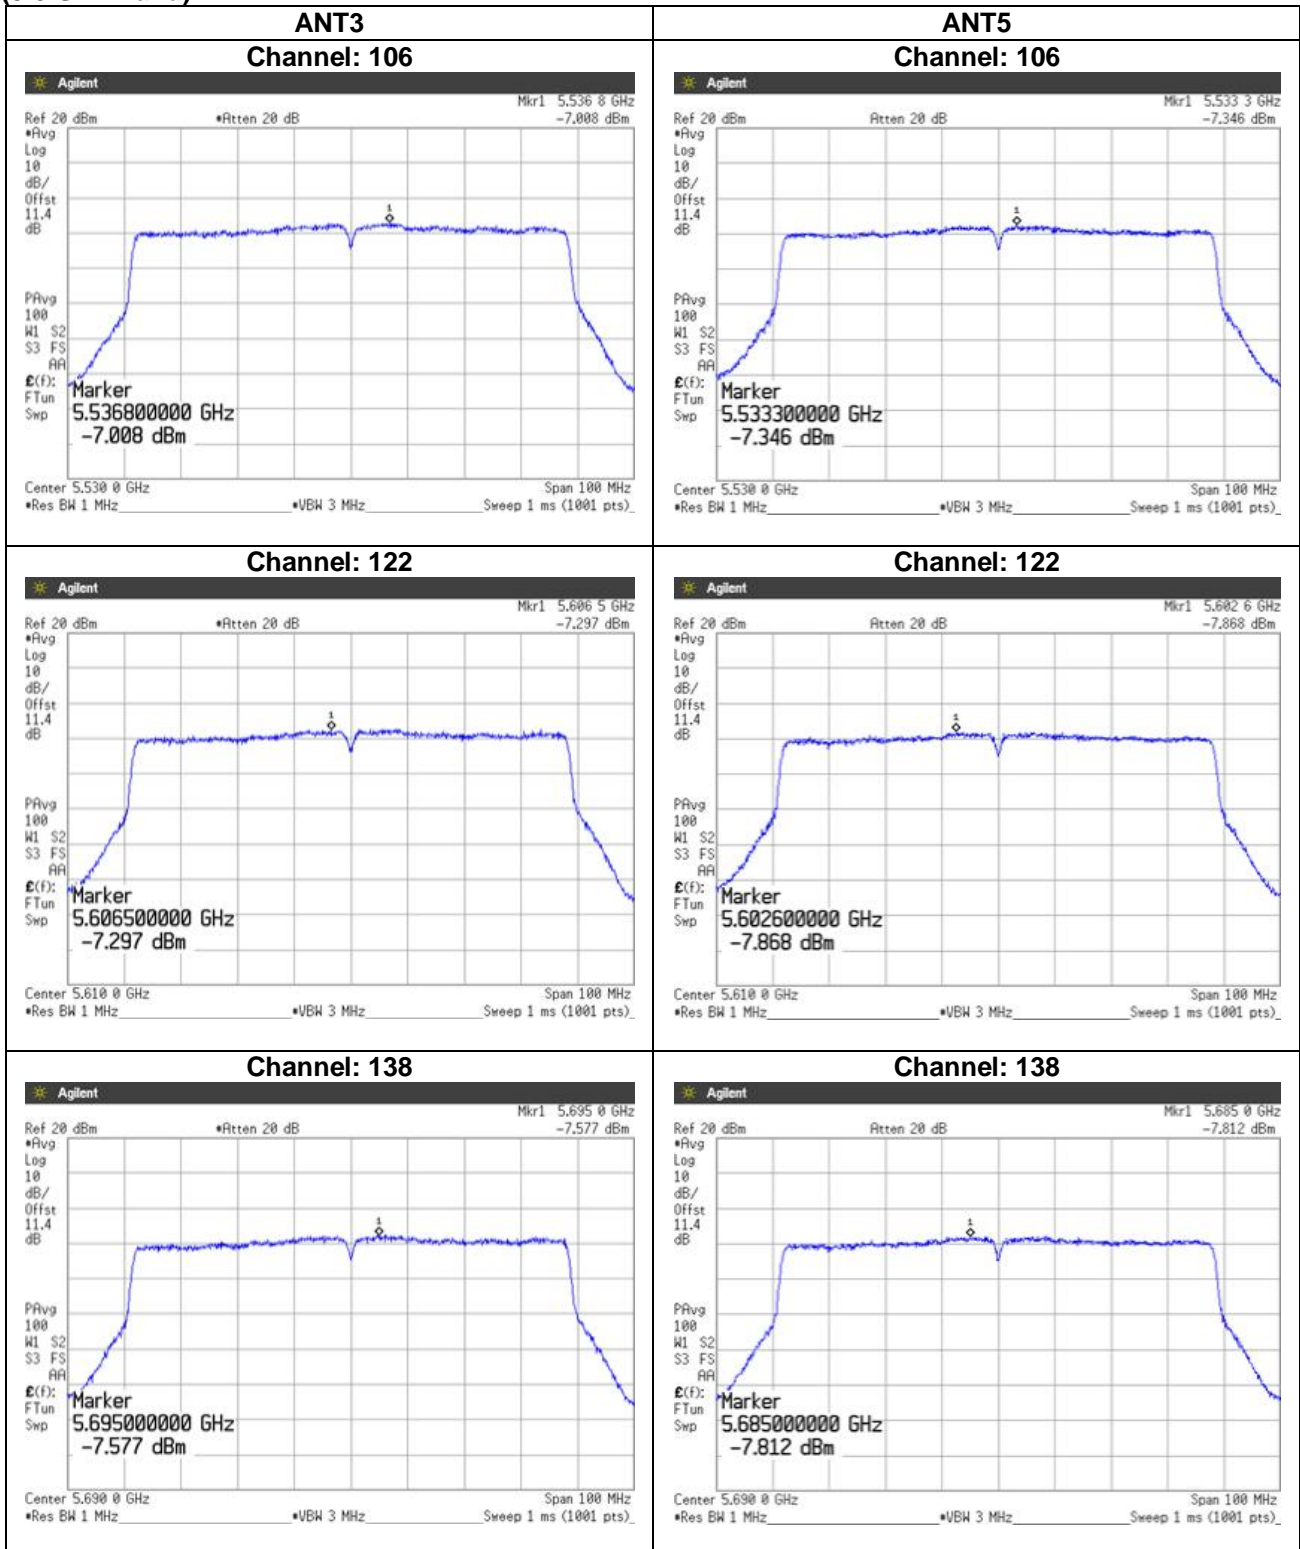 ANT3 ANT5
Channel: 106 Channel: 106
Agilent
Mkr1 5.536 8 GHz
Ref 20 dBm *Atten 20 dB -7.008 dBm
*Avg
Log
10
dB/
Offst
11.4
dB
1
PAvg
100
W1 S2
S3 FS
AA
£(f):
FTun
Swp
Marker
5.536800000 GHz
-7.008 dBm
Center 5.530 0 GHz Span 100 MHz
*Res BW 1 MHz *VBW 3 MHz Sweep 1 ms (1001 pts)
Agilent
Mkr1 5.533 3 GHz
Ref 20 dBm Atten 20 dB -7.346 dBm
*Avg
Log
10
dB/
Offst
11.4
dB
1
PAvg
100
W1 S2
S3 FS
AA
£(f):
FTun
Swp
Marker
5.533300000 GHz
-7.346 dBm
Center 5.530 0 GHz Span 100 MHz
*Res BW 1 MHz *VBW 3 MHz Sweep 1 ms (1001 pts)
Channel: 122 Channel: 122
Agilent
Mkr1 5.606 5 GHz
Ref 20 dBm *Atten 20 dB -7.297 dBm
*Avg
Log
10
dB/
Offst
11.4
dB
1
PAvg
100
W1 S2
S3 FS
AA
£(f):
FTun
Swp
Marker
5.606500000 GHz
-7.297 dBm
Center 5.610 0 GHz Span 100 MHz
*Res BW 1 MHz *VBW 3 MHz Sweep 1 ms (1001 pts)
Agilent
Mkr1 5.602 6 GHz
Ref 20 dBm Atten 20 dB -7.868 dBm
*Avg
Log
10
dB/
Offst
11.4
dB
1
PAvg
100
W1 S2
S3 FS
AA
£(f):
FTun
Swp
Marker
5.602600000 GHz
-7.868 dBm
Center 5.610 0 GHz Span 100 MHz
*Res BW 1 MHz *VBW 3 MHz Sweep 1 ms (1001 pts)
Channel: 138 Channel: 138
Agilent
Mkr1 5.695 0 GHz
Ref 20 dBm *Atten 20 dB -7.577 dBm
*Avg
Log
10
dB/
Offst
11.4
dB
1
PAvg
100
W1 S2
S3 FS
AA
£(f):
FTun
Swp
Marker
5.695000000 GHz
-7.577 dBm
Center 5.690 0 GHz Span 100 MHz
*Res BW 1 MHz *VBW 3 MHz Sweep 1 ms (1001 pts)
Agilent
Mkr1 5.685 0 GHz
Ref 20 dBm Atten 20 dB -7.812 dBm
*Avg
Log
10
dB/
Offst
11.4
dB
1
PAvg
100
W1 S2
S3 FS
AA
£(f):
FTun
Swp
Marker
5.685000000 GHz
-7.812 dBm
Center 5.690 0 GHz Span 100 MHz
*Res BW 1 MHz *VBW 3 MHz Sweep 1 ms (1001 pts)